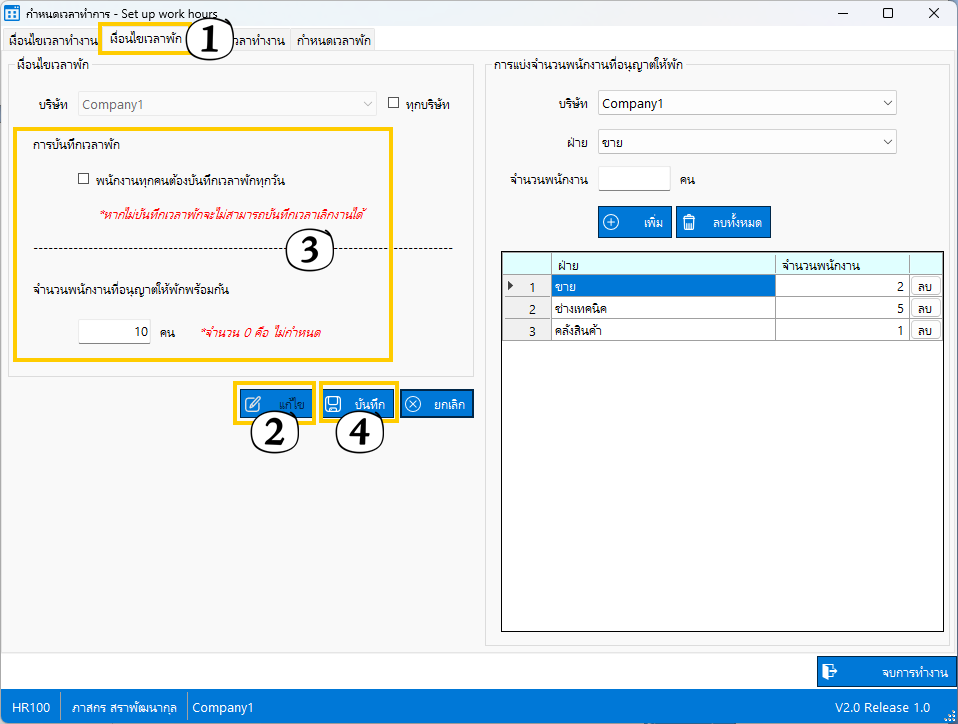 กำหนดเวลาทำการ - Set up work hours
เงื่อนไขเวลาทำงาน เงื่อนไขเวลาพัก 1 วลาทำงาน กำหนดเวลาพัก
เงื่อนไขเวลาพัก
บริษัท Company1 ทุกบริษัท
การบันทึกเวลาพัก
พนักงานทุกคนต้องบันทึกเวลาพักทุกวัน
*หากไม่บันทึกเวลาพักจะไม่สามารถบันทึกเวลาเลิกงานได้
3
จำนวนพนักงานที่อนุญาตให้พักพร้อมกัน
10 คน *จำนวน 0 คือ ไม่กำหนด
แก้ไข บันทึก ยกเลิก
2 4
การแบ่งจำนวนพนักงานที่อนุญาตให้พัก
บริษัท Company1
ฝ่าย ขาย
จำนวนพนักงาน คน
เพิ่ม ลบทั้งหมด
ฝ่าย จำนวนพนักงาน
1 ขาย 2 ลบ
2 ช่างเทคนิค 5 ลบ
3 คลังสินค้า 1 ลบ
จบการทำงาน
HR100 ภาสกร สราพัฒนากุล Company1 V2.0 Release 1.0